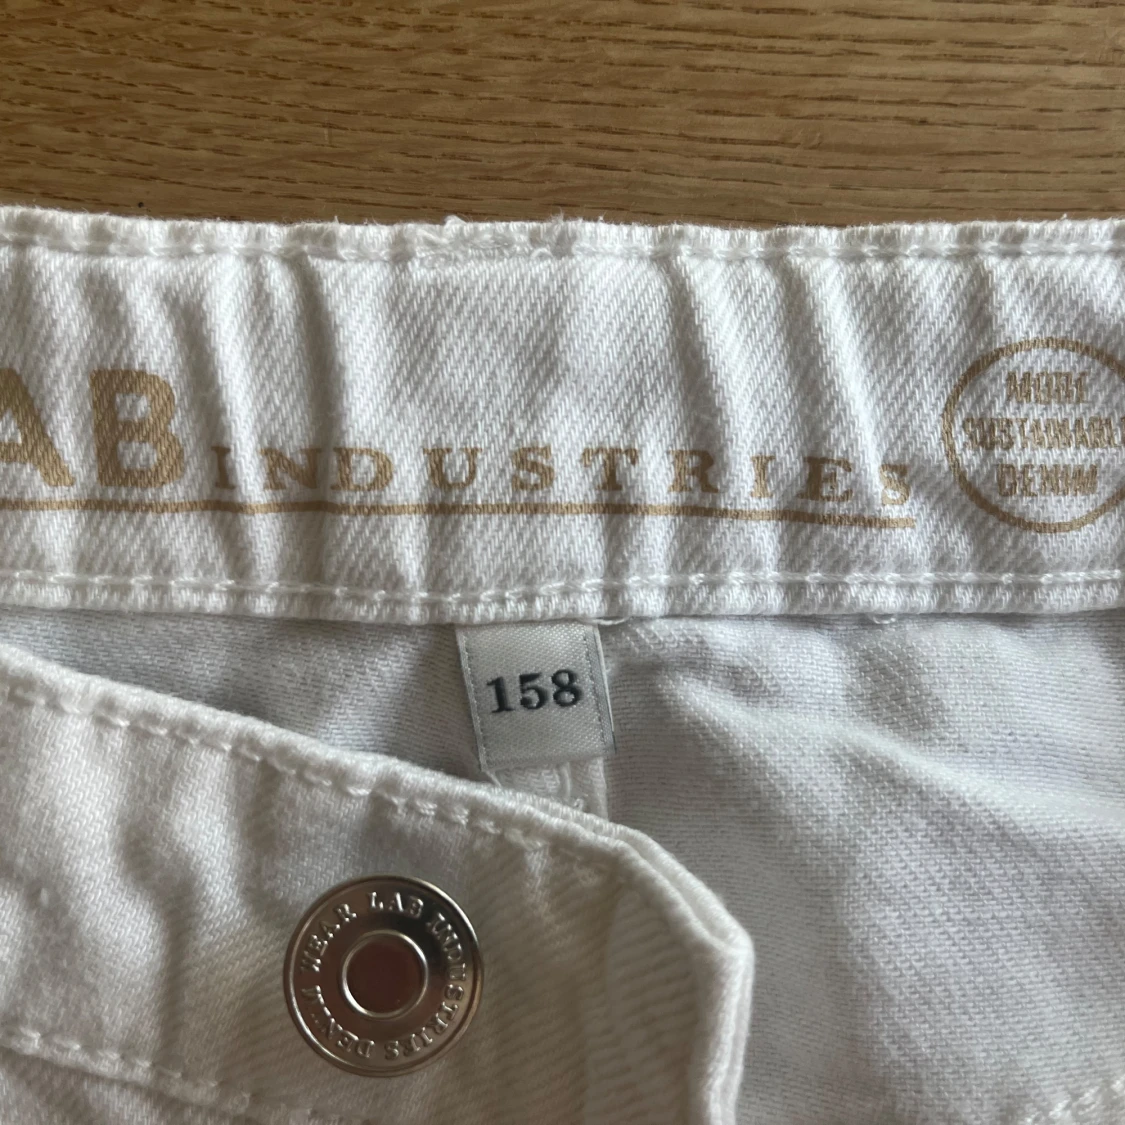 AB INDUSTRIES
MORE
SUSTAINABLE
DENIM
158
WEAR LAB INDUSTRIES DENIM